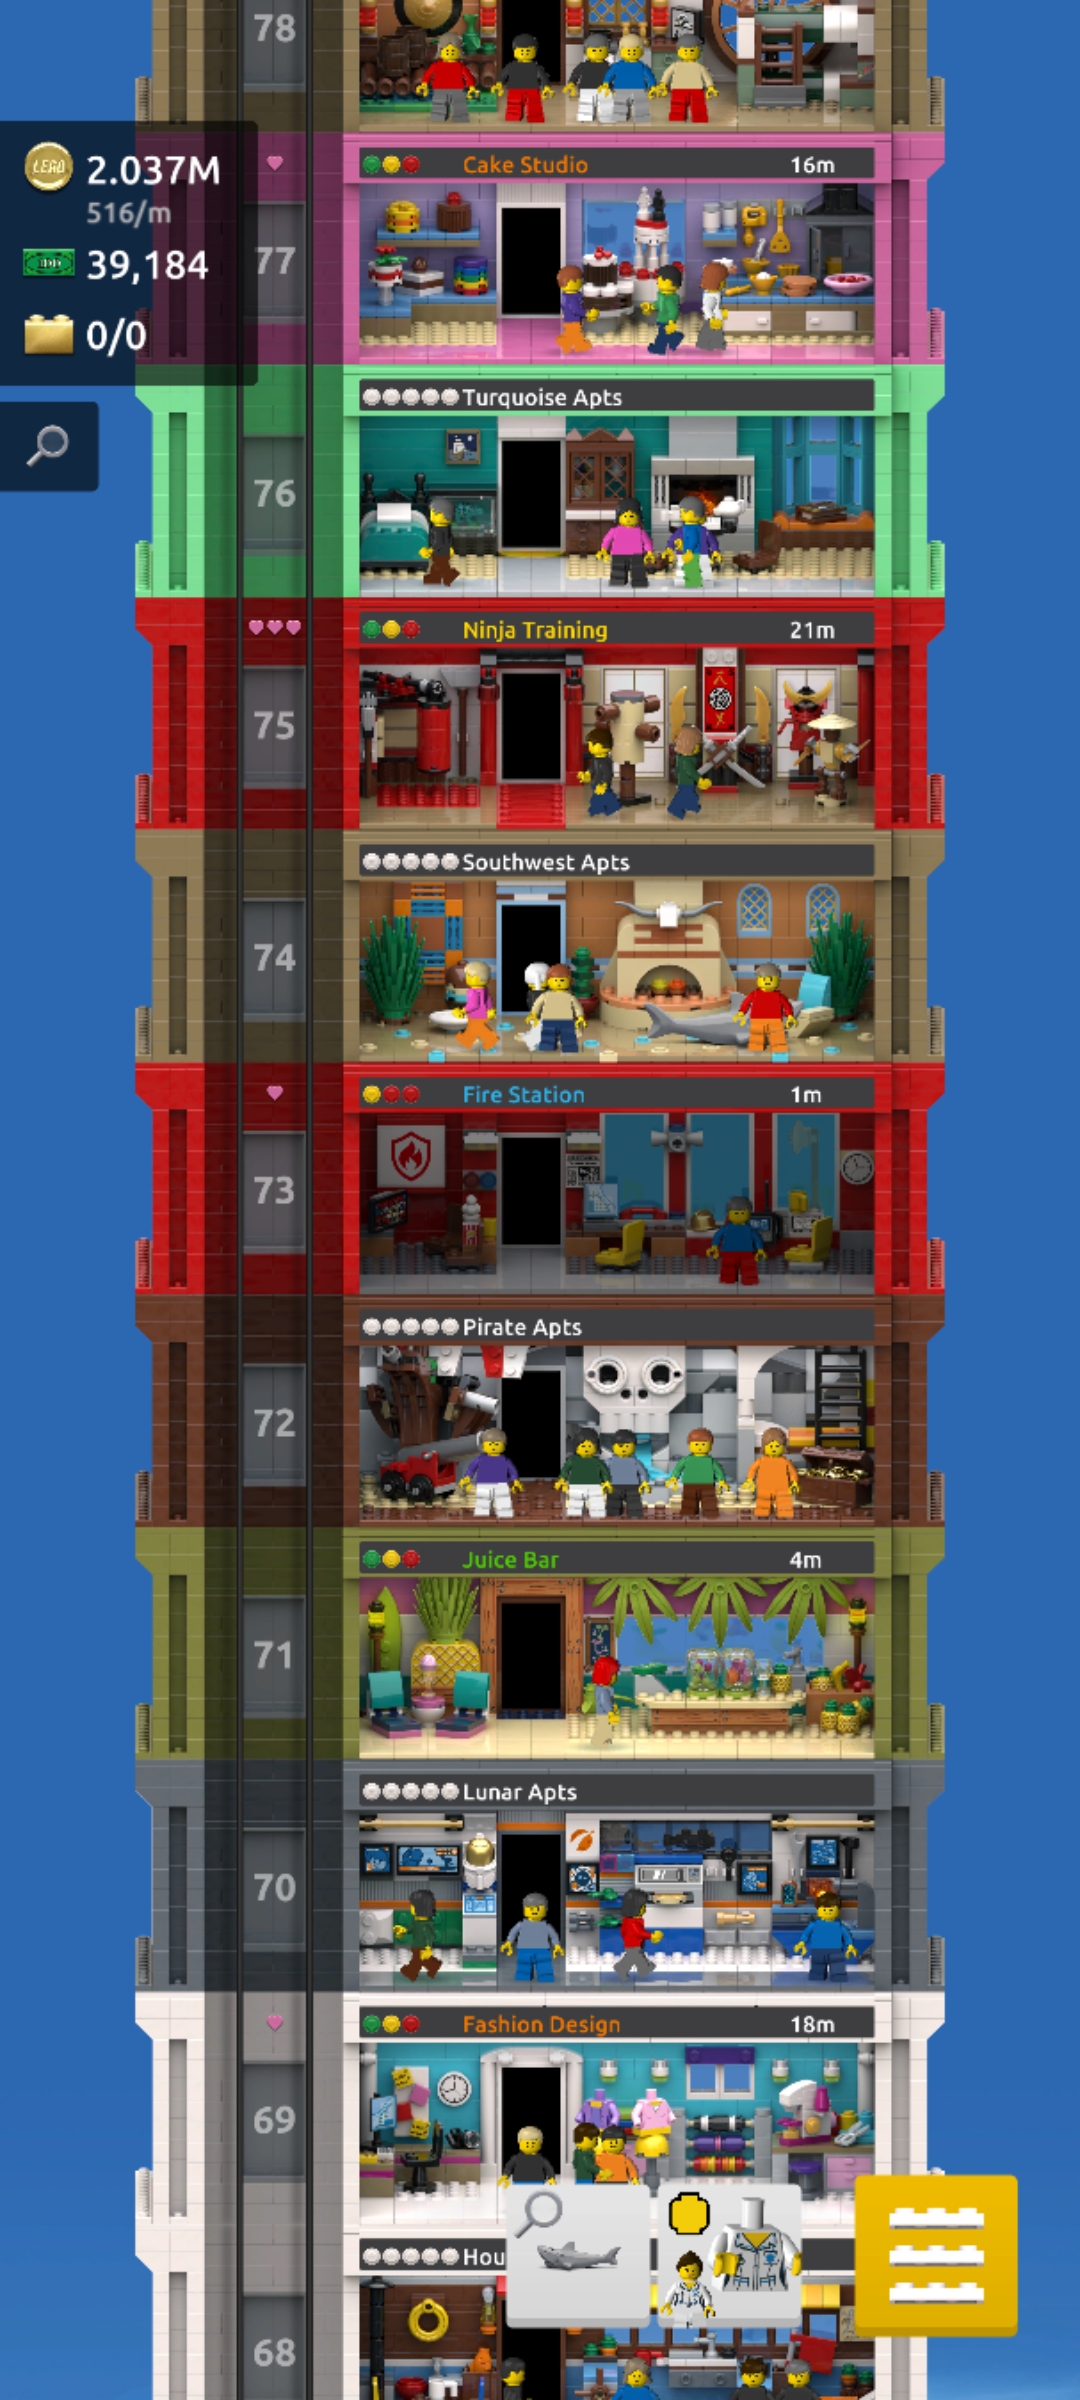 78
LEGO
2.037M
516/m
39,184
0/0
Cake Studio 16m
77
Turquoise Apts
76
Ninja Training 21m
75
Southwest Apts
74
Fire Station 1m
73
Pirate Apts
72
Juice Bar 4m
71
Lunar Apts
70
Fashion Design 18m
69
Hou
68